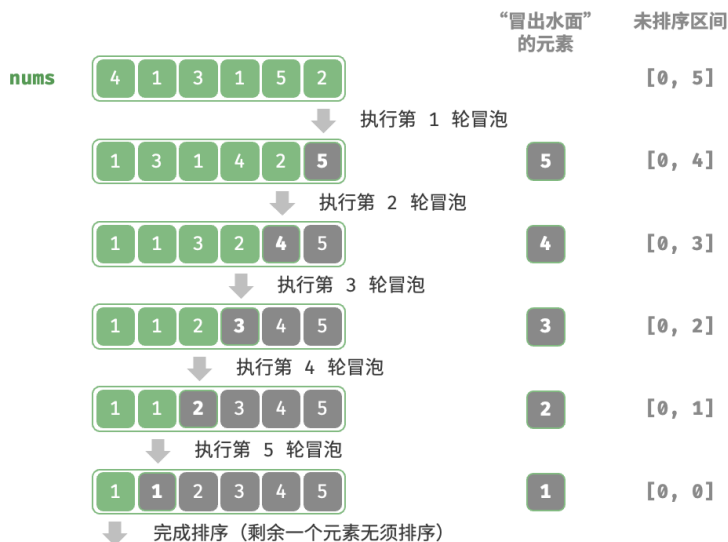 “冒出水面” 未排序区间
的元素
nums 4 1 3 1 5 2 [0, 5]
执行第 1 轮冒泡
1 3 1 4 2 5 5 [0, 4]
执行第 2 轮冒泡
1 1 3 2 4 5 4 [0, 3]
执行第 3 轮冒泡
1 1 2 3 4 5 3 [0, 2]
执行第 4 轮冒泡
1 1 2 3 4 5 2 [0, 1]
执行第 5 轮冒泡
1 1 2 3 4 5 1 [0, 0]
完成排序（剩余一个元素无须排序）